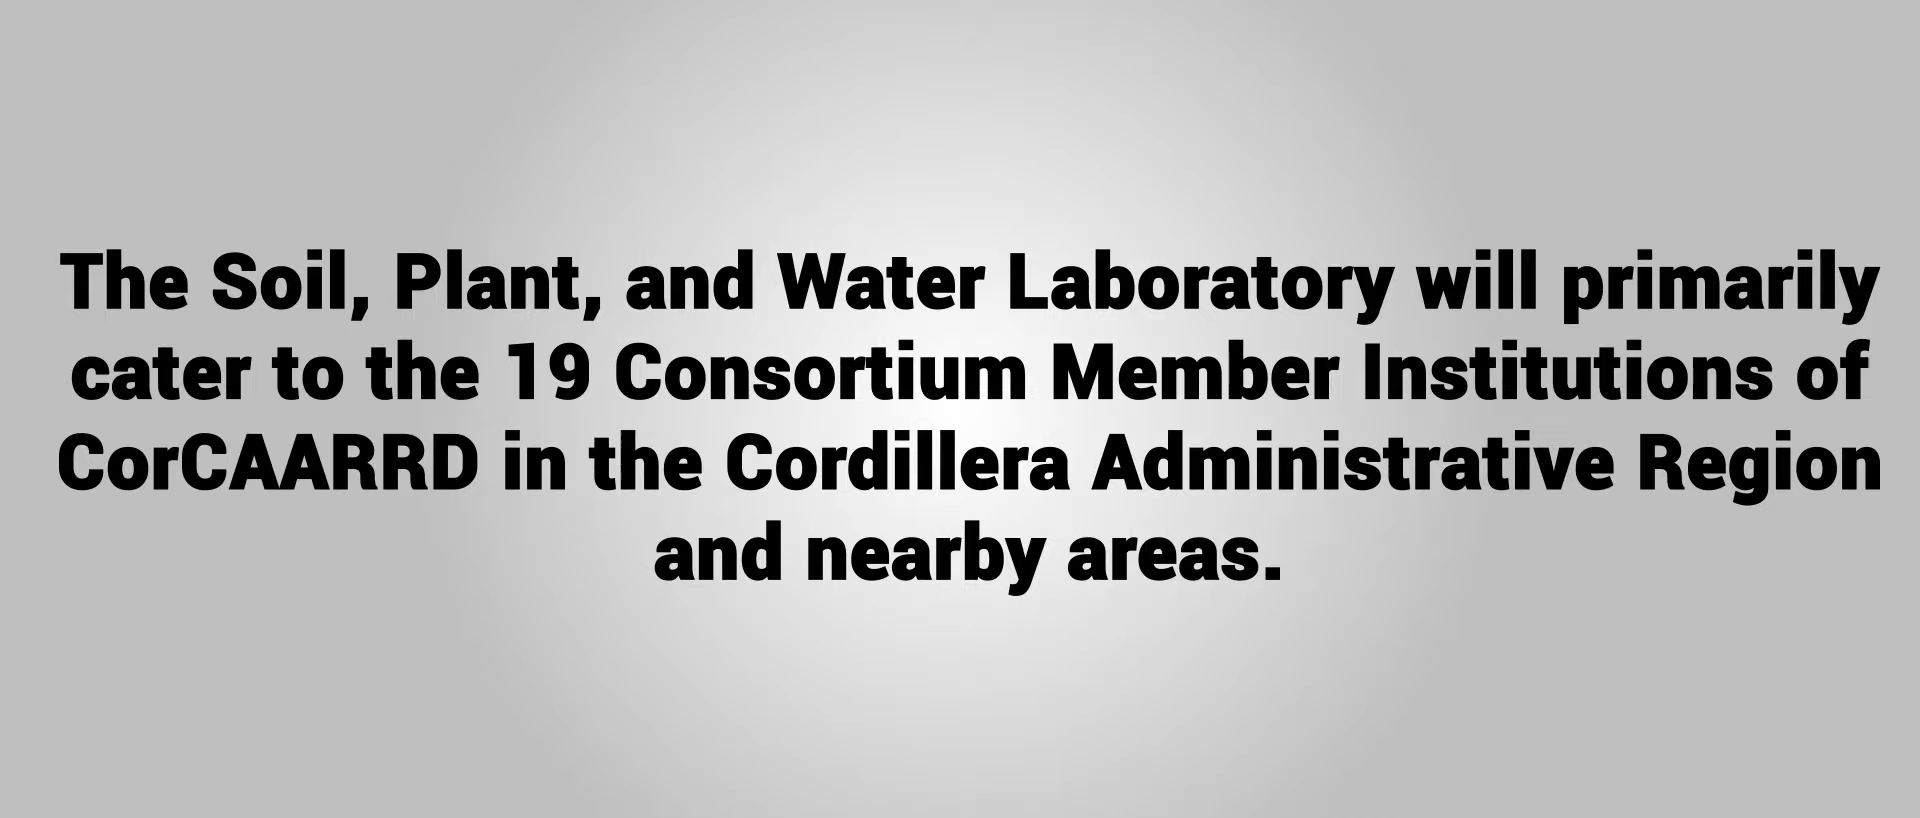 The Soil, Plant, and Water Laboratory will primarily
cater to the 19 Consortium Member Institutions of
CorCAARRD in the Cordillera Administrative Region
and nearby areas.